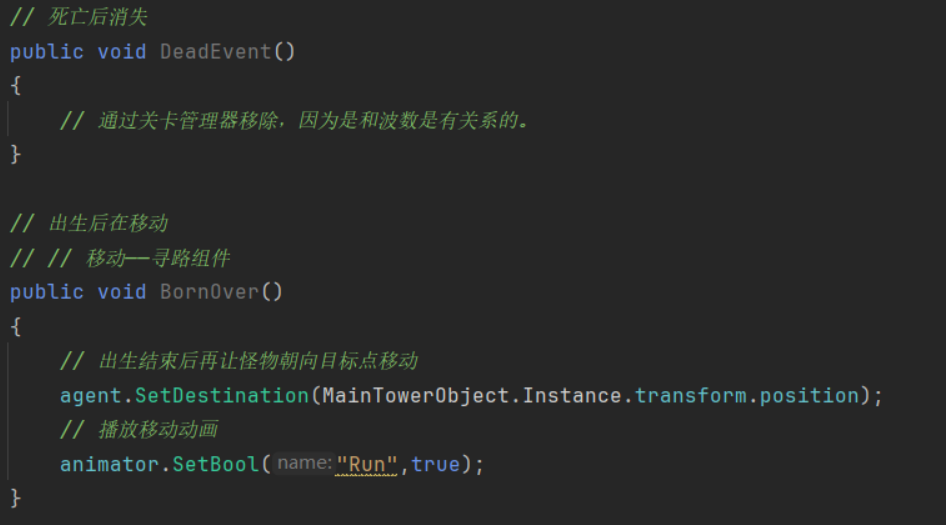 // 死亡后消失
public void DeadEvent()
{
// 通过关卡管理器移除，因为是和波数是有关系的。
}
// 出生后在移动
// // 移动——寻路组件
public void BornOver()
{
// 出生结束后再让怪物朝向目标点移动
agent.SetDestination(MainTowerObject.Instance.transform.position);
// 播放移动动画
animator.SetBool(name:"Run",true);
}